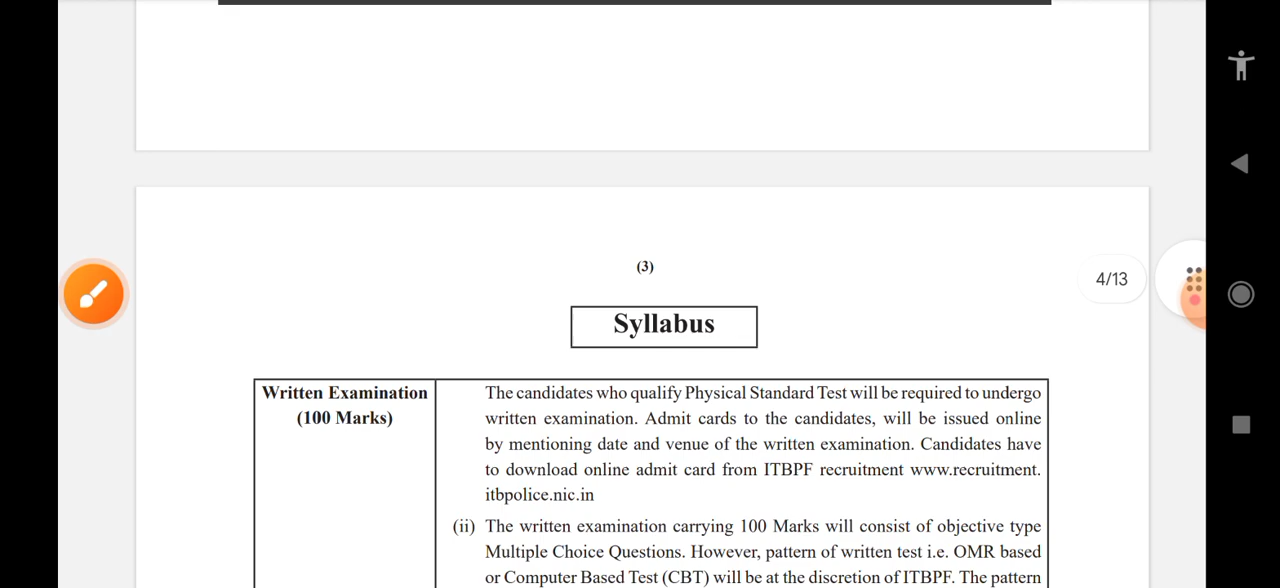 (3)
4/13
Syllabus
Written Examination
(100 Marks)
The candidates who qualify Physical Standard Test will be required to undergo
written examination. Admit cards to the candidates, will be issued online
by mentioning date and venue of the written examination. Candidates have
to download online admit card from ITBPF recruitment www.recruitment.
itbpolice.nic.in
(ii) The written examination carrying 100 Marks will consist of objective type
Multiple Choice Questions. However, pattern of written test i.e. OMR based
or Computer Based Test (CBT) will be at the discretion of ITBPF. The pattern